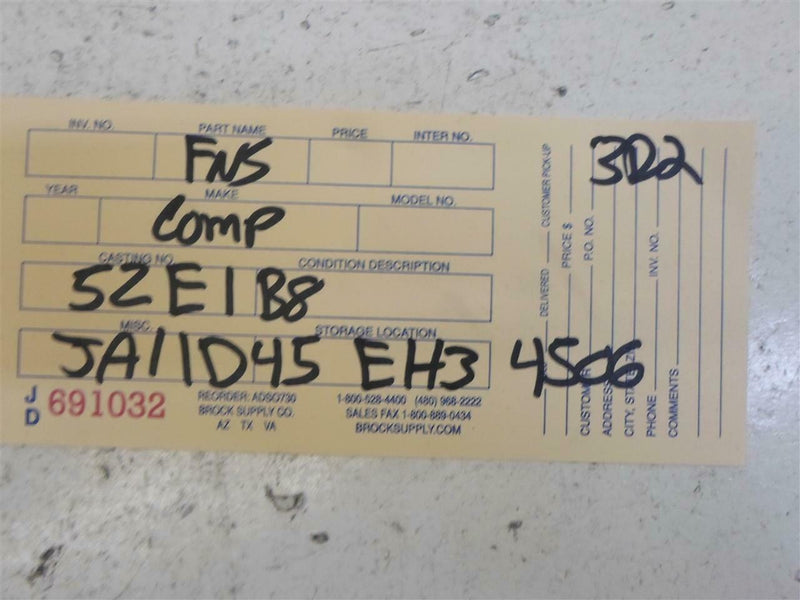 INV. NO. PART NAME PRICE INTER NO.
FNS
YEAR MAKE MODEL NO.
Comp
CASTING NO. CONDITION DESCRIPTION
5ZE1B8
MISC. STORAGE LOCATION
JA11D45 EH3 4506
JD 691032
REORDER: ADSO730
BROCK SUPPLY CO.
AZ TX VA
1-800-528-4400 (480) 968-2222
SALES FAX 1-800-889-0434
BROCKSUPPLY.COM
3D2
DELIVERED CUSTOMER PICK-UP
PRICE $
CUSTOMER P.O. NO.
ADDRESS
CITY, ST
PHONE INV. NO.
COMMENTS